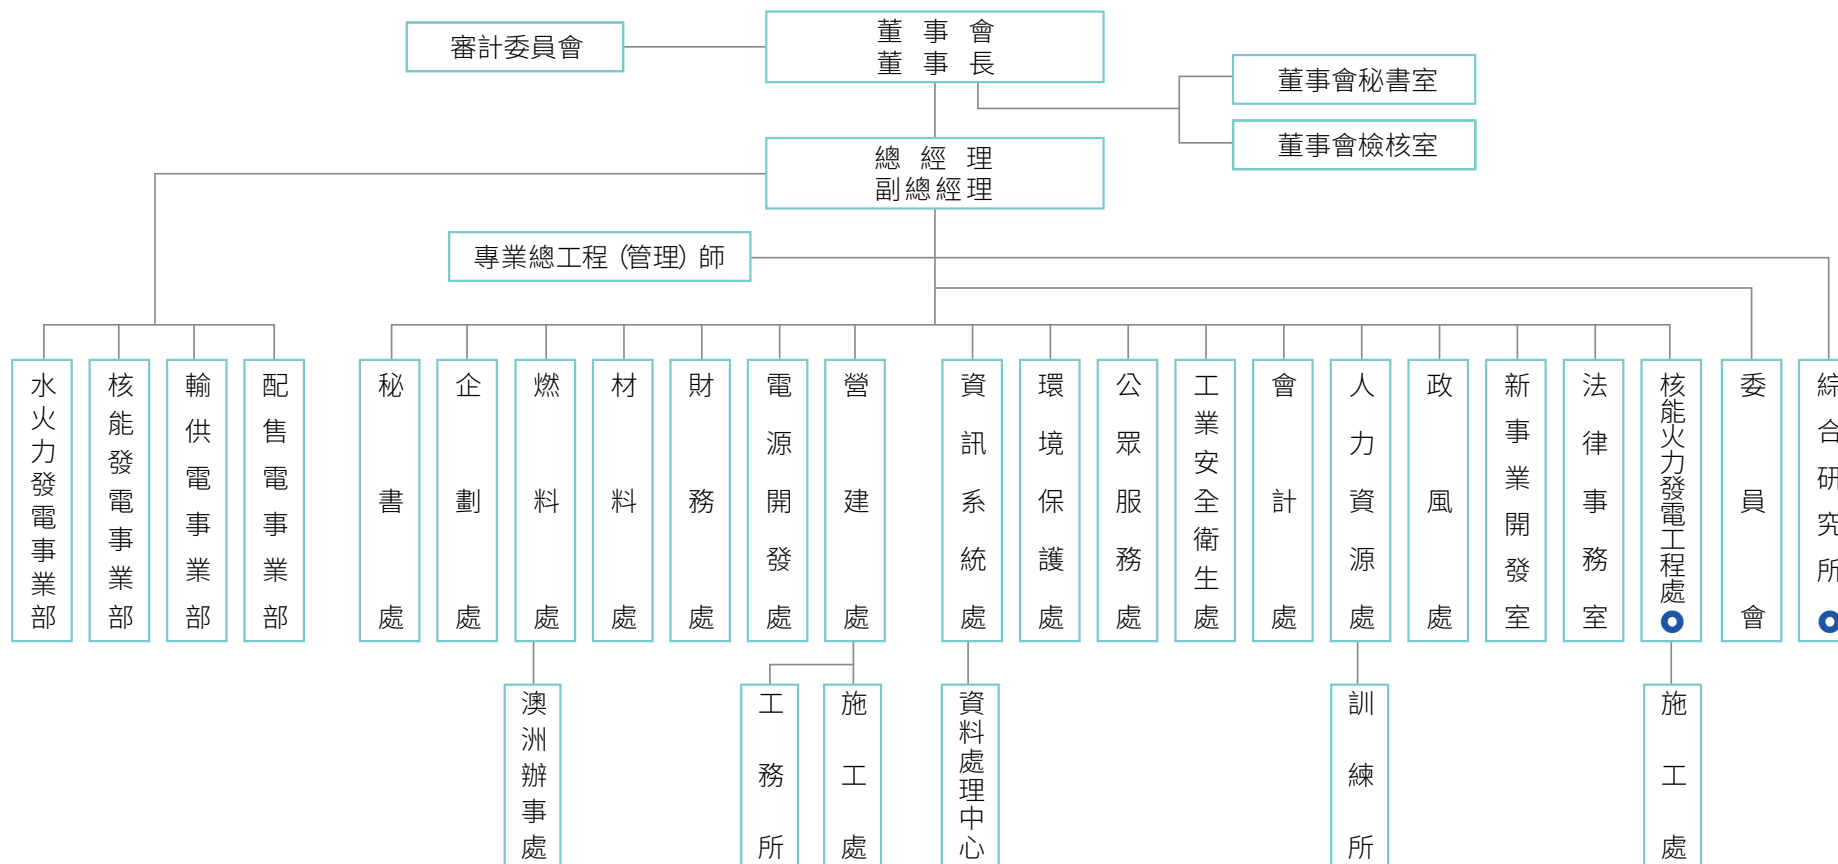 審計委員會
董事會
董事長
董事會秘書室
董事會檢核室
總經理
副總經理
專業總工程（管理）師
水火力發電事業部
核能發電事業部
輸供電事業部
配售電事業部
秘書處
企劃處
燃料處
材料處
財務處
電源開發處
營建處
資訊系統處
環境保護處
公眾服務處
工業安全衛生處
會計處
人力資源處
政風處
新事業開發室
法律事務室
核能火力發電工程處
委員會
綜合研究所
澳洲辦事處
工務所
施工處
資料處理中心
訓練所
施工處